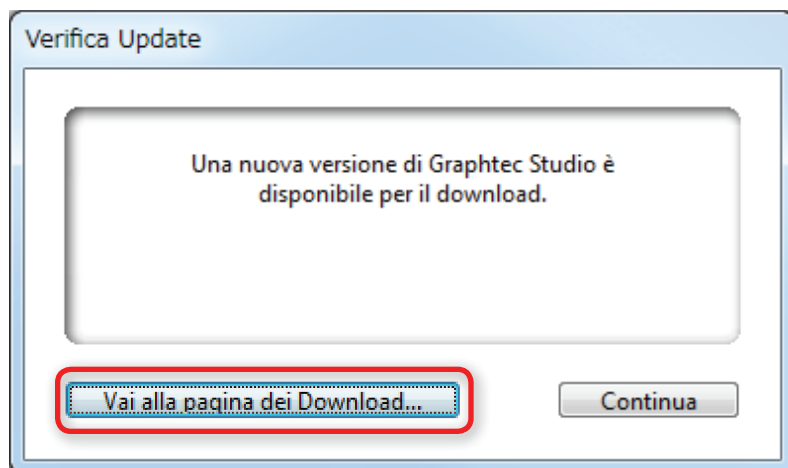 Verifica Update
Una nuova versione di Graphtec Studio è
disponibile per il download.
Vai alla pagina dei Download...
Continua